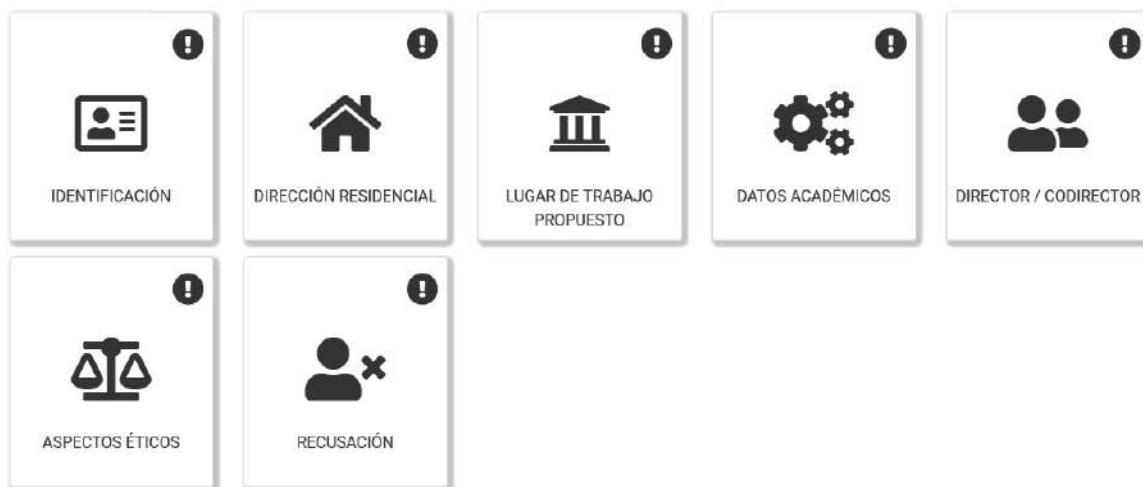 IDENTIFICACIÓN
DIRECCIÓN RESIDENCIAL
LUGAR DE TRABAJO
PROPUESTO
DATOS ACADÉMICOS
DIRECTOR / CODIRECTOR
ASPECTOS ÉTICOS
RECUSACIÓN